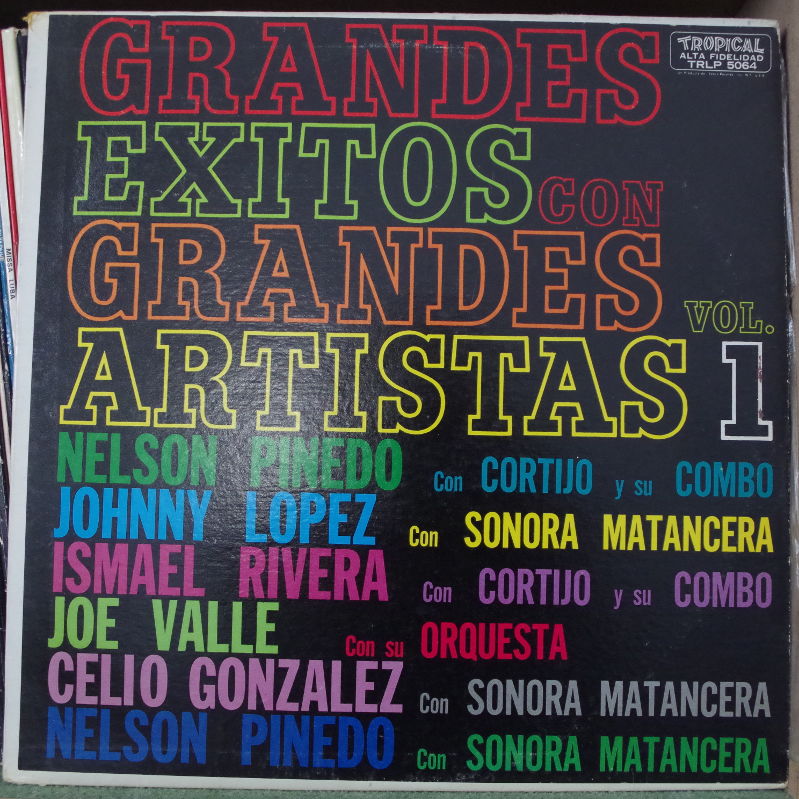 GRANDES
EXITOS CON
GRANDES
ARTISTAS VOL. 1
TROPICAL
ALTA FIDELIDAD
TRLP 5064
NELSON PINEDO Con CORTIJO y su COMBO
JOHNNY LOPEZ Con SONORA MATANCERA
ISMAEL RIVERA Con CORTIJO y su COMBO
JOE VALLE Con su ORQUESTA
CELIO GONZALEZ Con SONORA MATANCERA
NELSON PINEDO Con SONORA MATANCERA
MISSA LUBA